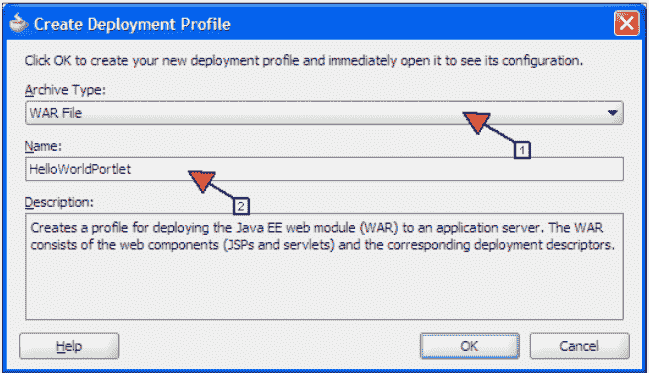 Create Deployment Profile
Click OK to create your new deployment profile and immediately open it to see its configuration.
Archive Type:
WAR File
1
Name:
HelloWorldPortlet
2
Description:
Creates a profile for deploying the Java EE web module (WAR) to an application server. The WAR
consists of the web components (JSPs and servlets) and the corresponding deployment descriptors.
Help
OK
Cancel